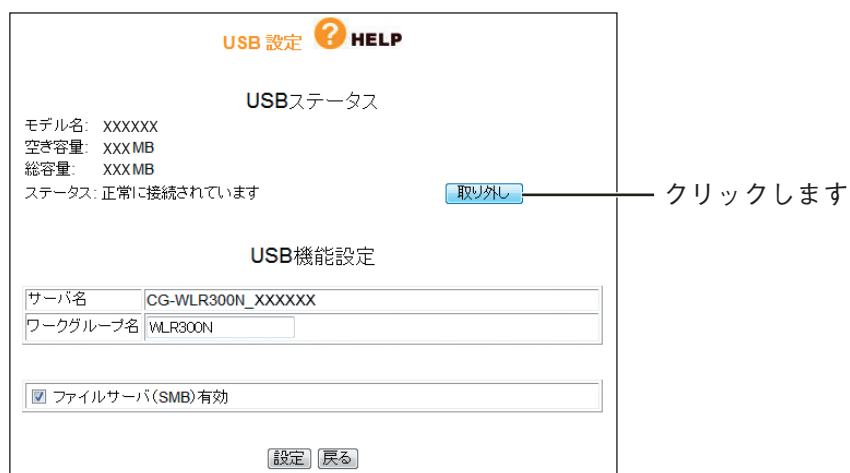 USB 設定 ? HELP
USBステータス
モデル名: XXXXXX
空き容量: XXX MB
総容量: XXX MB
ステータス: 正常に接続されています 取り外し クリックします
USB機能設定
サーバ名 CG-WLR300N_XXXXXX
ワークグループ名 WLR300N
ファイルサーバ(SMB)有効
設定 戻る